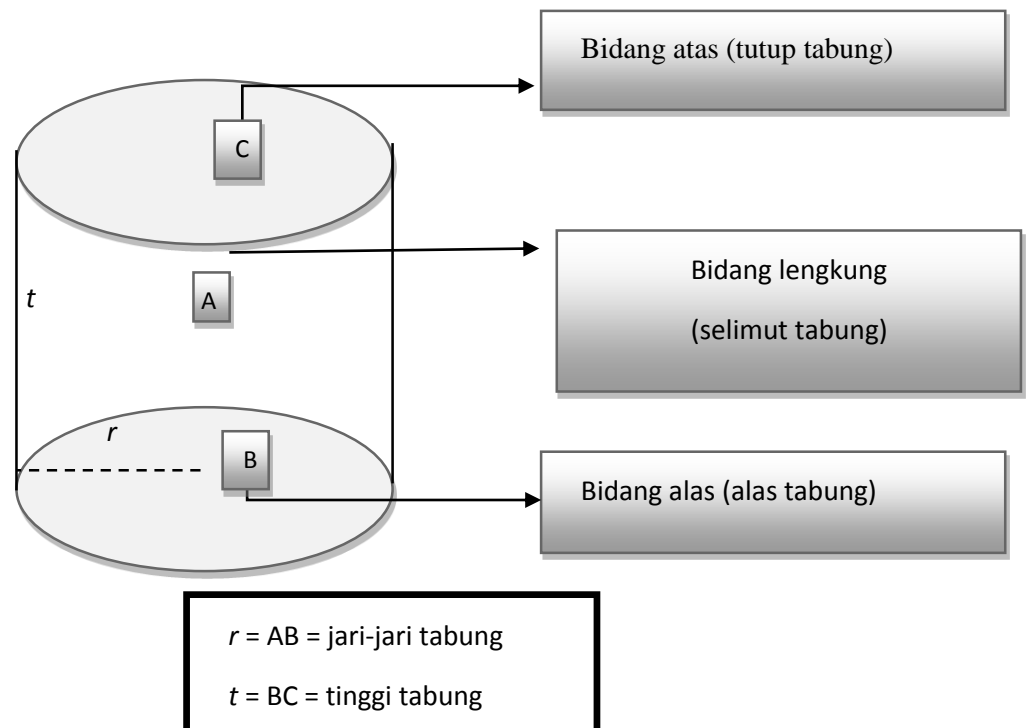 Bidang atas (tutup tabung)
C
Bidang lengkung
(selimut tabung)
A
t
r
B
Bidang alas (alas tabung)
r = AB = jari-jari tabung
t = BC = tinggi tabung